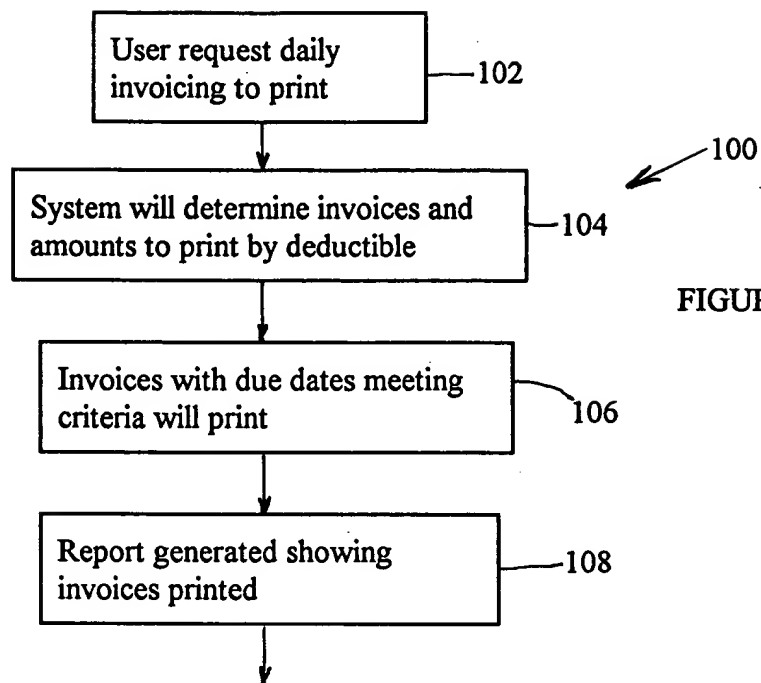 User request daily
invoicing to print
102
100
System will determine invoices and
amounts to print by deductible
104
Invoices with due dates meeting
criteria will print
106
Report generated showing
invoices printed
108